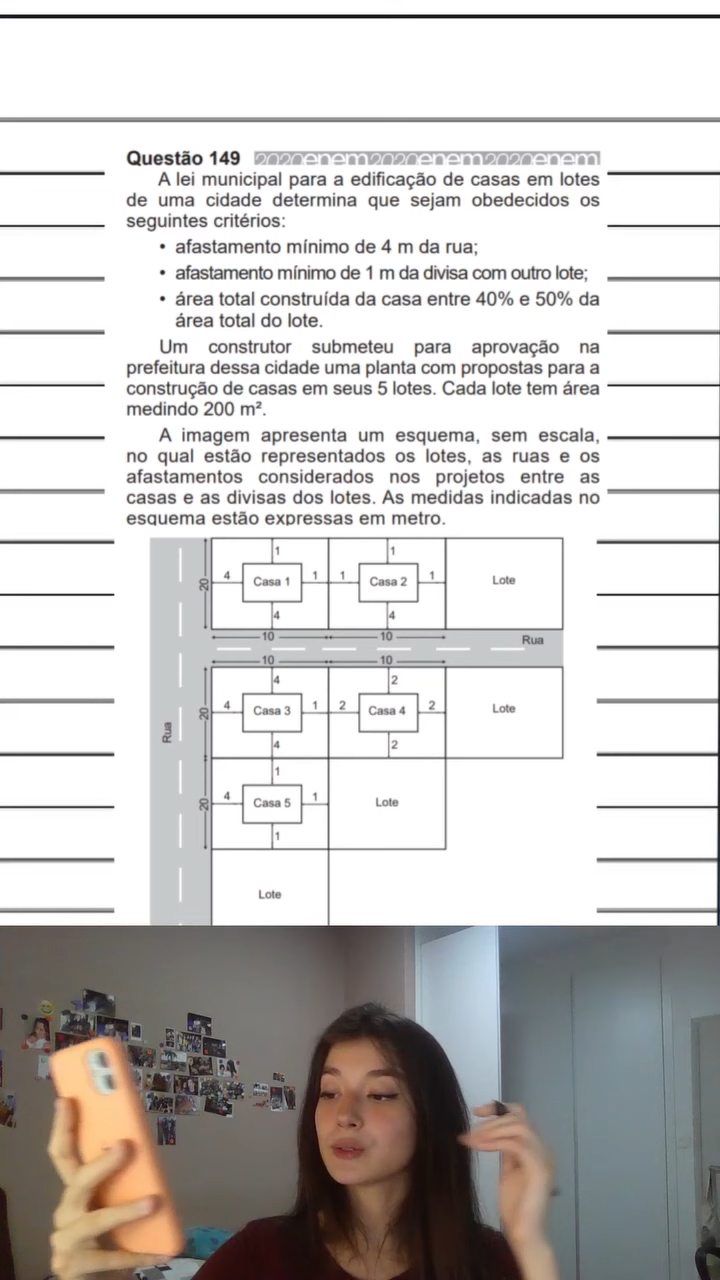 Questão 149 2020enem2020enem2020enem
A lei municipal para a edificação de casas em lotes
de uma cidade determina que sejam obedecidos os
seguintes critérios:
• afastamento mínimo de 4 m da rua;
• afastamento mínimo de 1 m da divisa com outro lote;
• área total construída da casa entre 40% e 50% da
área total do lote.
Um construtor submeteu para aprovação na
prefeitura dessa cidade uma planta com propostas para a
construção de casas em seus 5 lotes. Cada lote tem área
medindo 200 m².
A imagem apresenta um esquema, sem escala,
no qual estão representados os lotes, as ruas e os
afastamentos considerados nos projetos entre as
casas e as divisas dos lotes. As medidas indicadas no
esquema estão expressas em metro.
1 1
20 4 Casa 1 1 1 Casa 2 1 Lote
4 4
10 10 Rua
10 10
4 2
20 4 Casa 3 1 2 Casa 4 2 Lote
Rua
4 2
1
20 4 Casa 5 1 Lote
1
Lote